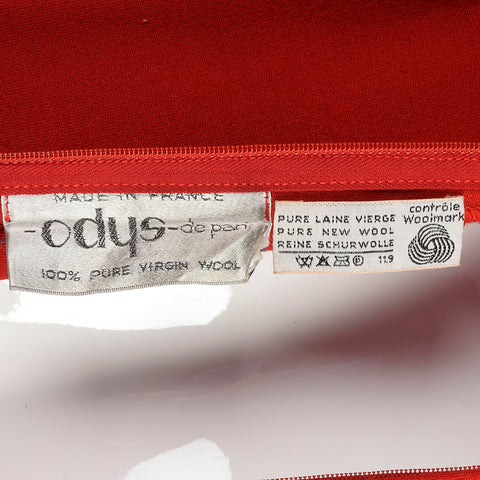 MADE IN FRANCE
-odys-de pari
100% PURE VIRGIN WOOL
PURE LAINE VIERGE
PURE NEW WOOL
REINE SCHURWOLLE
11.9
contrôle
Woolmark